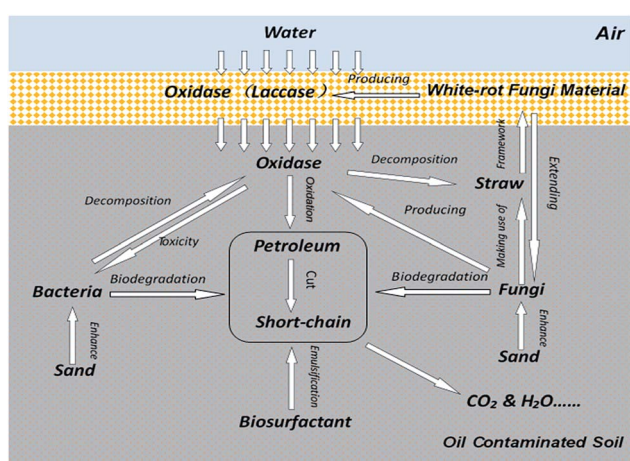 Water
Air
Producing
Oxidase (Laccase)
White-rot Fungi Material
Oxidase
Decomposition
Framework
Extending
Straw
Decomposition
Oxidation
Producing
Making use of
Toxicity
Petroleum
Biodegradation
Cut
Biodegradation
Bacteria
Fungi
Short-chain
Enhance
Enhance
Sand
Sand
Emulsification
CO₂ & H₂O......
Biosurfactant
Oil Contaminated Soil